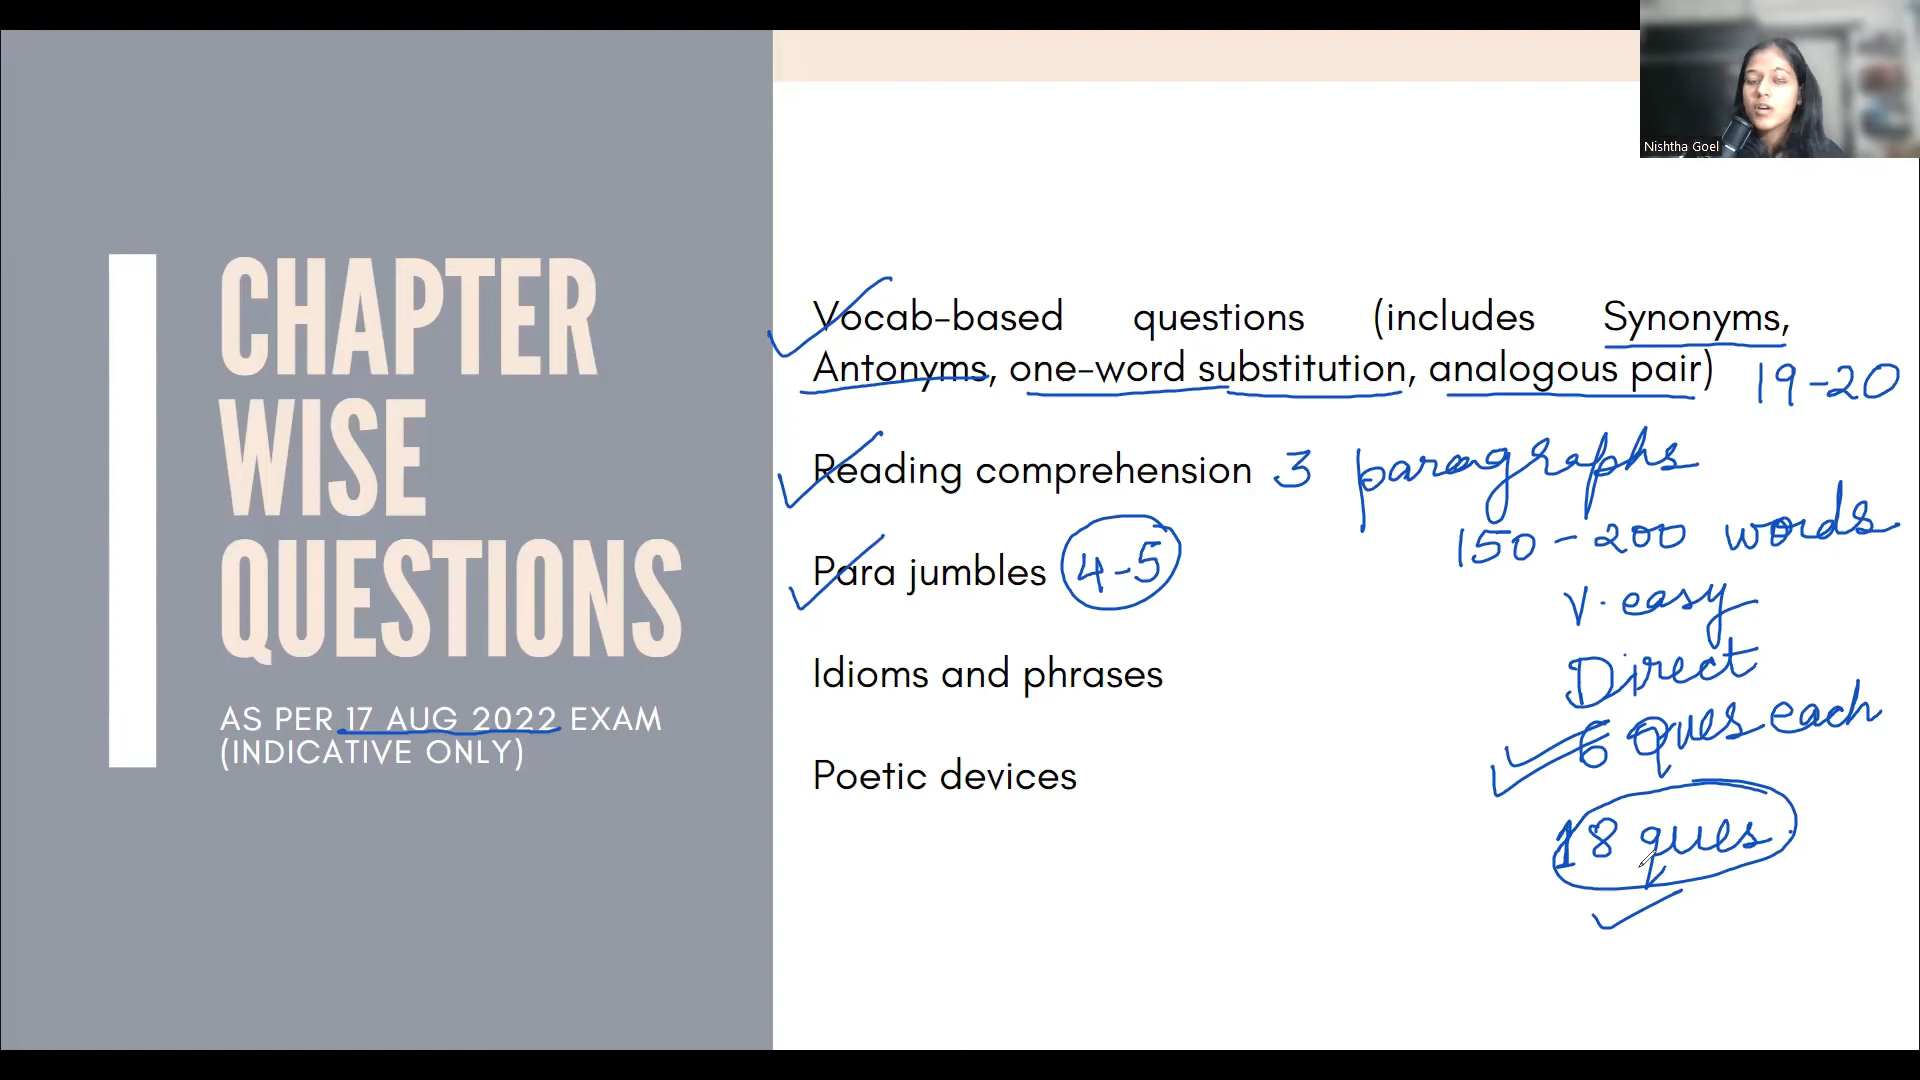 Nishtha Goel
CHAPTER
WISE
QUESTIONS
AS PER 17 AUG 2022 EXAM
(INDICATIVE ONLY)
Vocab-based questions (includes Synonyms,
Antonyms, one-word substitution, analogous pair) 19-20
Reading comprehension 3 paragraphs
150-200 words
Para jumbles 4-5
V. easy
Direct
Idioms and phrases
6 Ques each
Poetic devices
18 ques